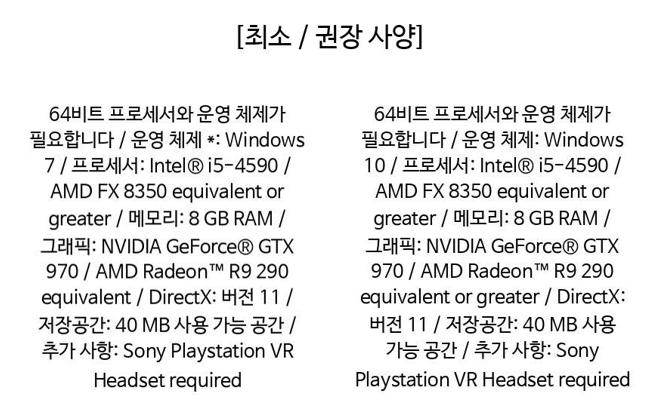 [최소 / 권장 사양]
64비트 프로세서와 운영 체제가
필요합니다 / 운영 체제 *: Windows
7 / 프로세서: Intel® i5-4590 /
AMD FX 8350 equivalent or
greater / 메모리: 8 GB RAM /
그래픽: NVIDIA GeForce® GTX
970 / AMD Radeon™ R9 290
equivalent / DirectX: 버전 11 /
저장공간: 40 MB 사용 가능 공간 /
추가 사항: Sony Playstation VR
Headset required
64비트 프로세서와 운영 체제가
필요합니다 / 운영 체제: Windows
10 / 프로세서: Intel® i5-4590 /
AMD FX 8350 equivalent or
greater / 메모리: 8 GB RAM /
그래픽: NVIDIA GeForce® GTX
970 / AMD Radeon™ R9 290
equivalent or greater / DirectX:
버전 11 / 저장공간: 40 MB 사용
가능 공간 / 추가 사항: Sony
Playstation VR Headset required